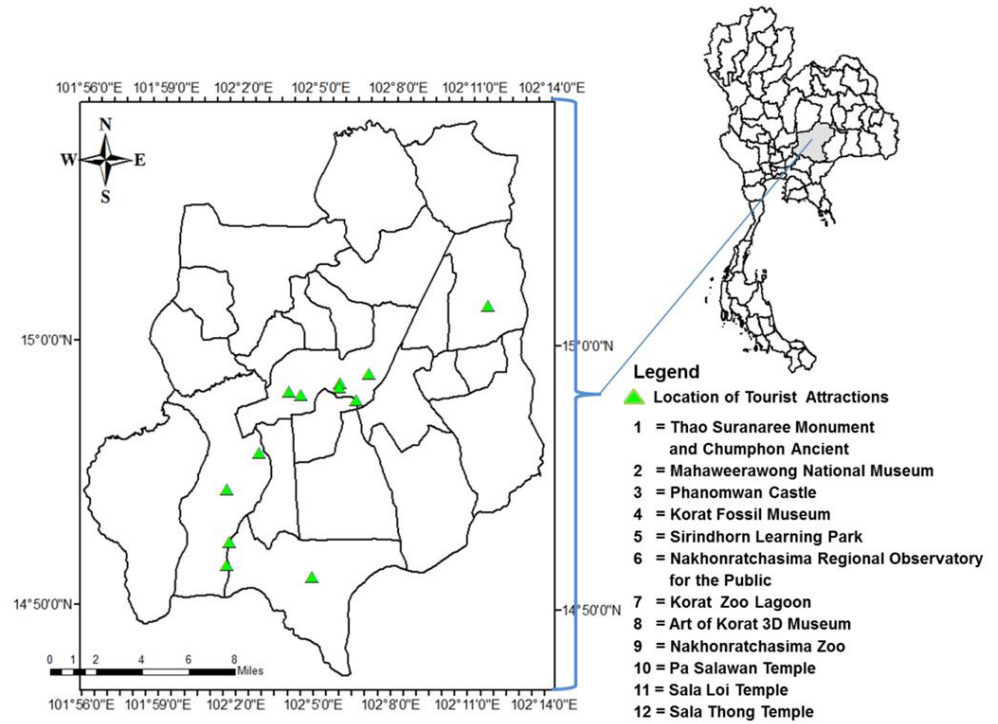 101°56'0"E 101°59'0"E 102°2'0"E 102°5'0"E 102°8'0"E 102°11'0"E 102°14'0"E
N
W E
S
15°0'0"N 15°0'0"N
14°50'0"N 14°50'0"N
0 1 2 4 6 8 Miles
101°56'0"E 101°59'0"E 102°2'0"E 102°5'0"E 102°8'0"E 102°11'0"E 102°14'0"E
Legend
Location of Tourist Attractions
1 = Thao Suranaree Monument
and Chumphon Ancient
2 = Mahaweerawong National Museum
3 = Phanomwan Castle
4 = Korat Fossil Museum
5 = Sirindhorn Learning Park
6 = Nakhonratchasima Regional Observatory
for the Public
7 = Korat Zoo Lagoon
8 = Art of Korat 3D Museum
9 = Nakhonratchasima Zoo
10 = Pa Salawan Temple
11 = Sala Loi Temple
12 = Sala Thong Temple